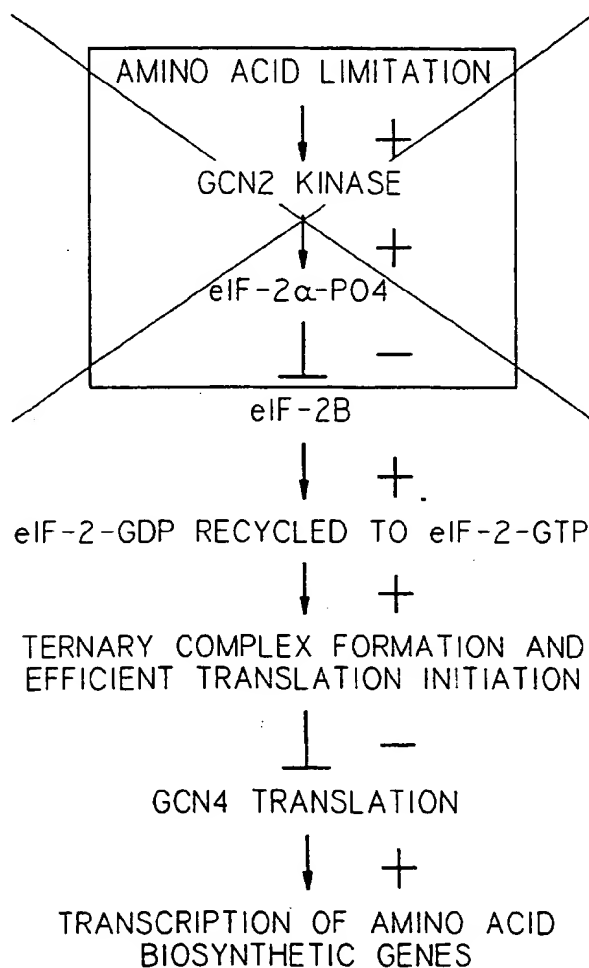 AMINO ACID LIMITATION
+
GCN2 KINASE
+
eIF-2α-PO4
−
eIF-2B
+
eIF-2-GDP RECYCLED TO eIF-2-GTP
+
TERNARY COMPLEX FORMATION AND
EFFICIENT TRANSLATION INITIATION
−
GCN4 TRANSLATION
+
TRANSCRIPTION OF AMINO ACID
BIOSYNTHETIC GENES